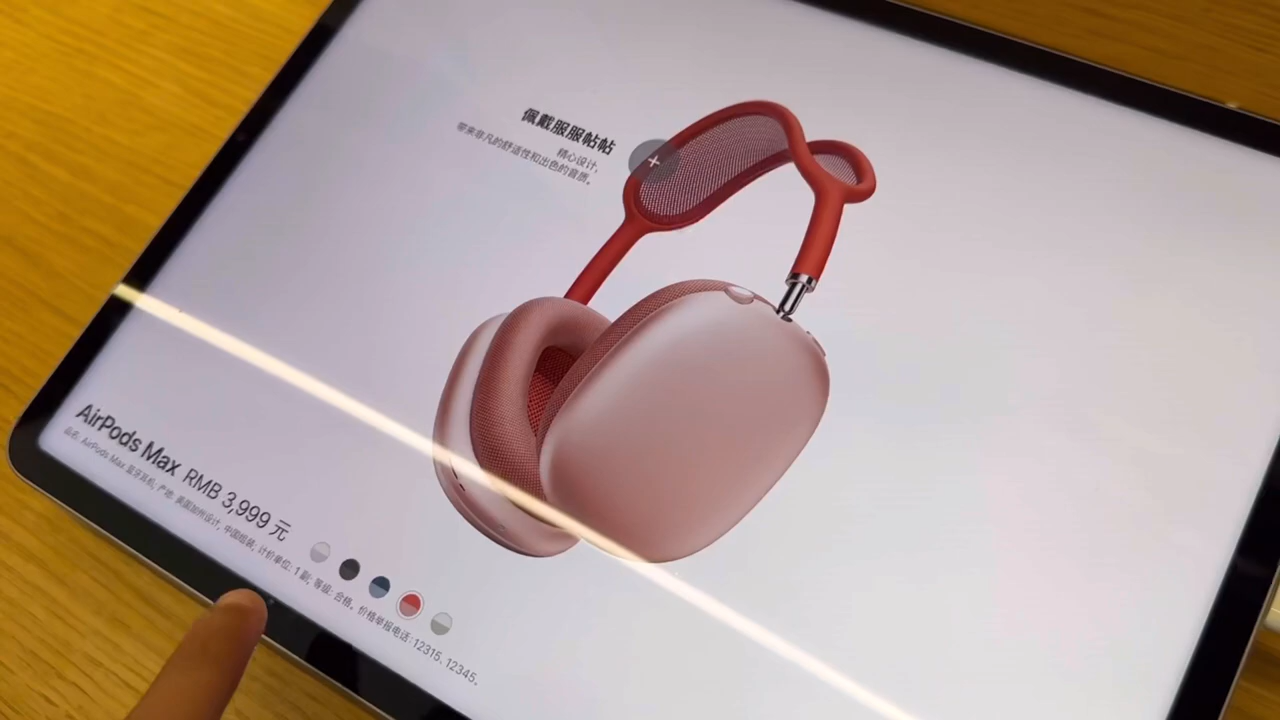 佩戴服服帖帖
精心设计，
带来非凡的舒适性和出色的音质。
+
AirPods Max RMB 3,999 元
品名: AirPods Max 蓝牙耳机; 产地: 美国加州设计, 中国组装; 计价单位: 1 副; 等级: 合格。价格举报电话: 12315、12345。